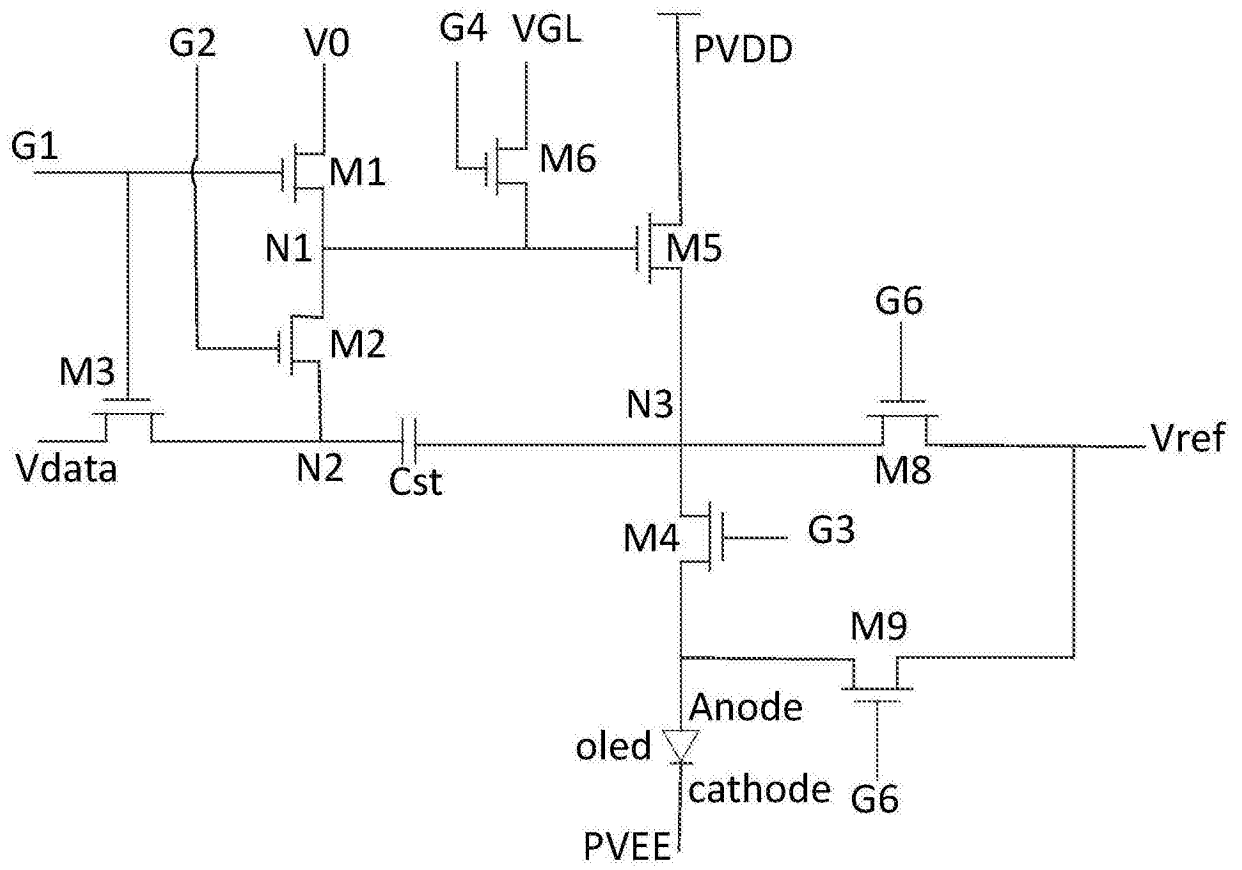 G2
V0
G4
VGL
PVDD
G1
M1
M6
N1
M5
M2
G6
M3
N3
Vdata
N2
Cst
M8
Vref
M4
G3
M9
Anode
oled
cathode
G6
PVEE